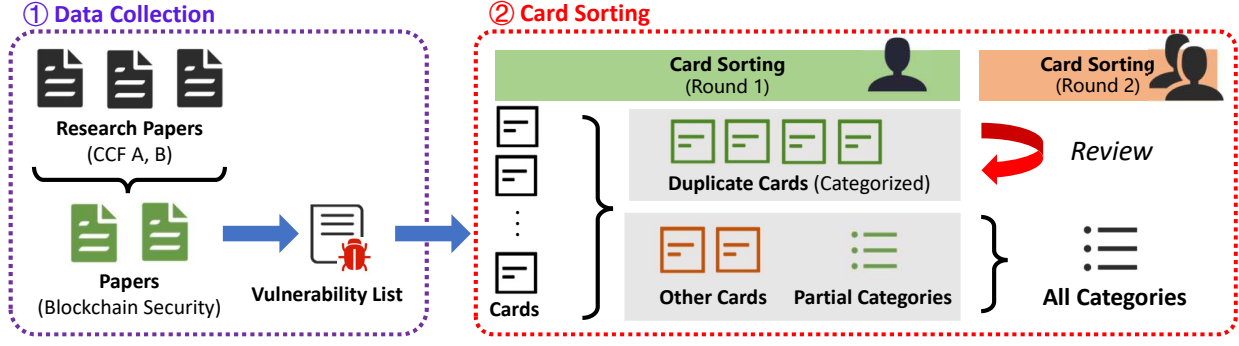 ① Data Collection
Research Papers
(CCF A, B)
Papers
(Blockchain Security)
Vulnerability List
② Card Sorting
Card Sorting
(Round 1)
Card Sorting
(Round 2)
Cards
Duplicate Cards (Categorized)
Review
Other Cards
Partial Categories
All Categories